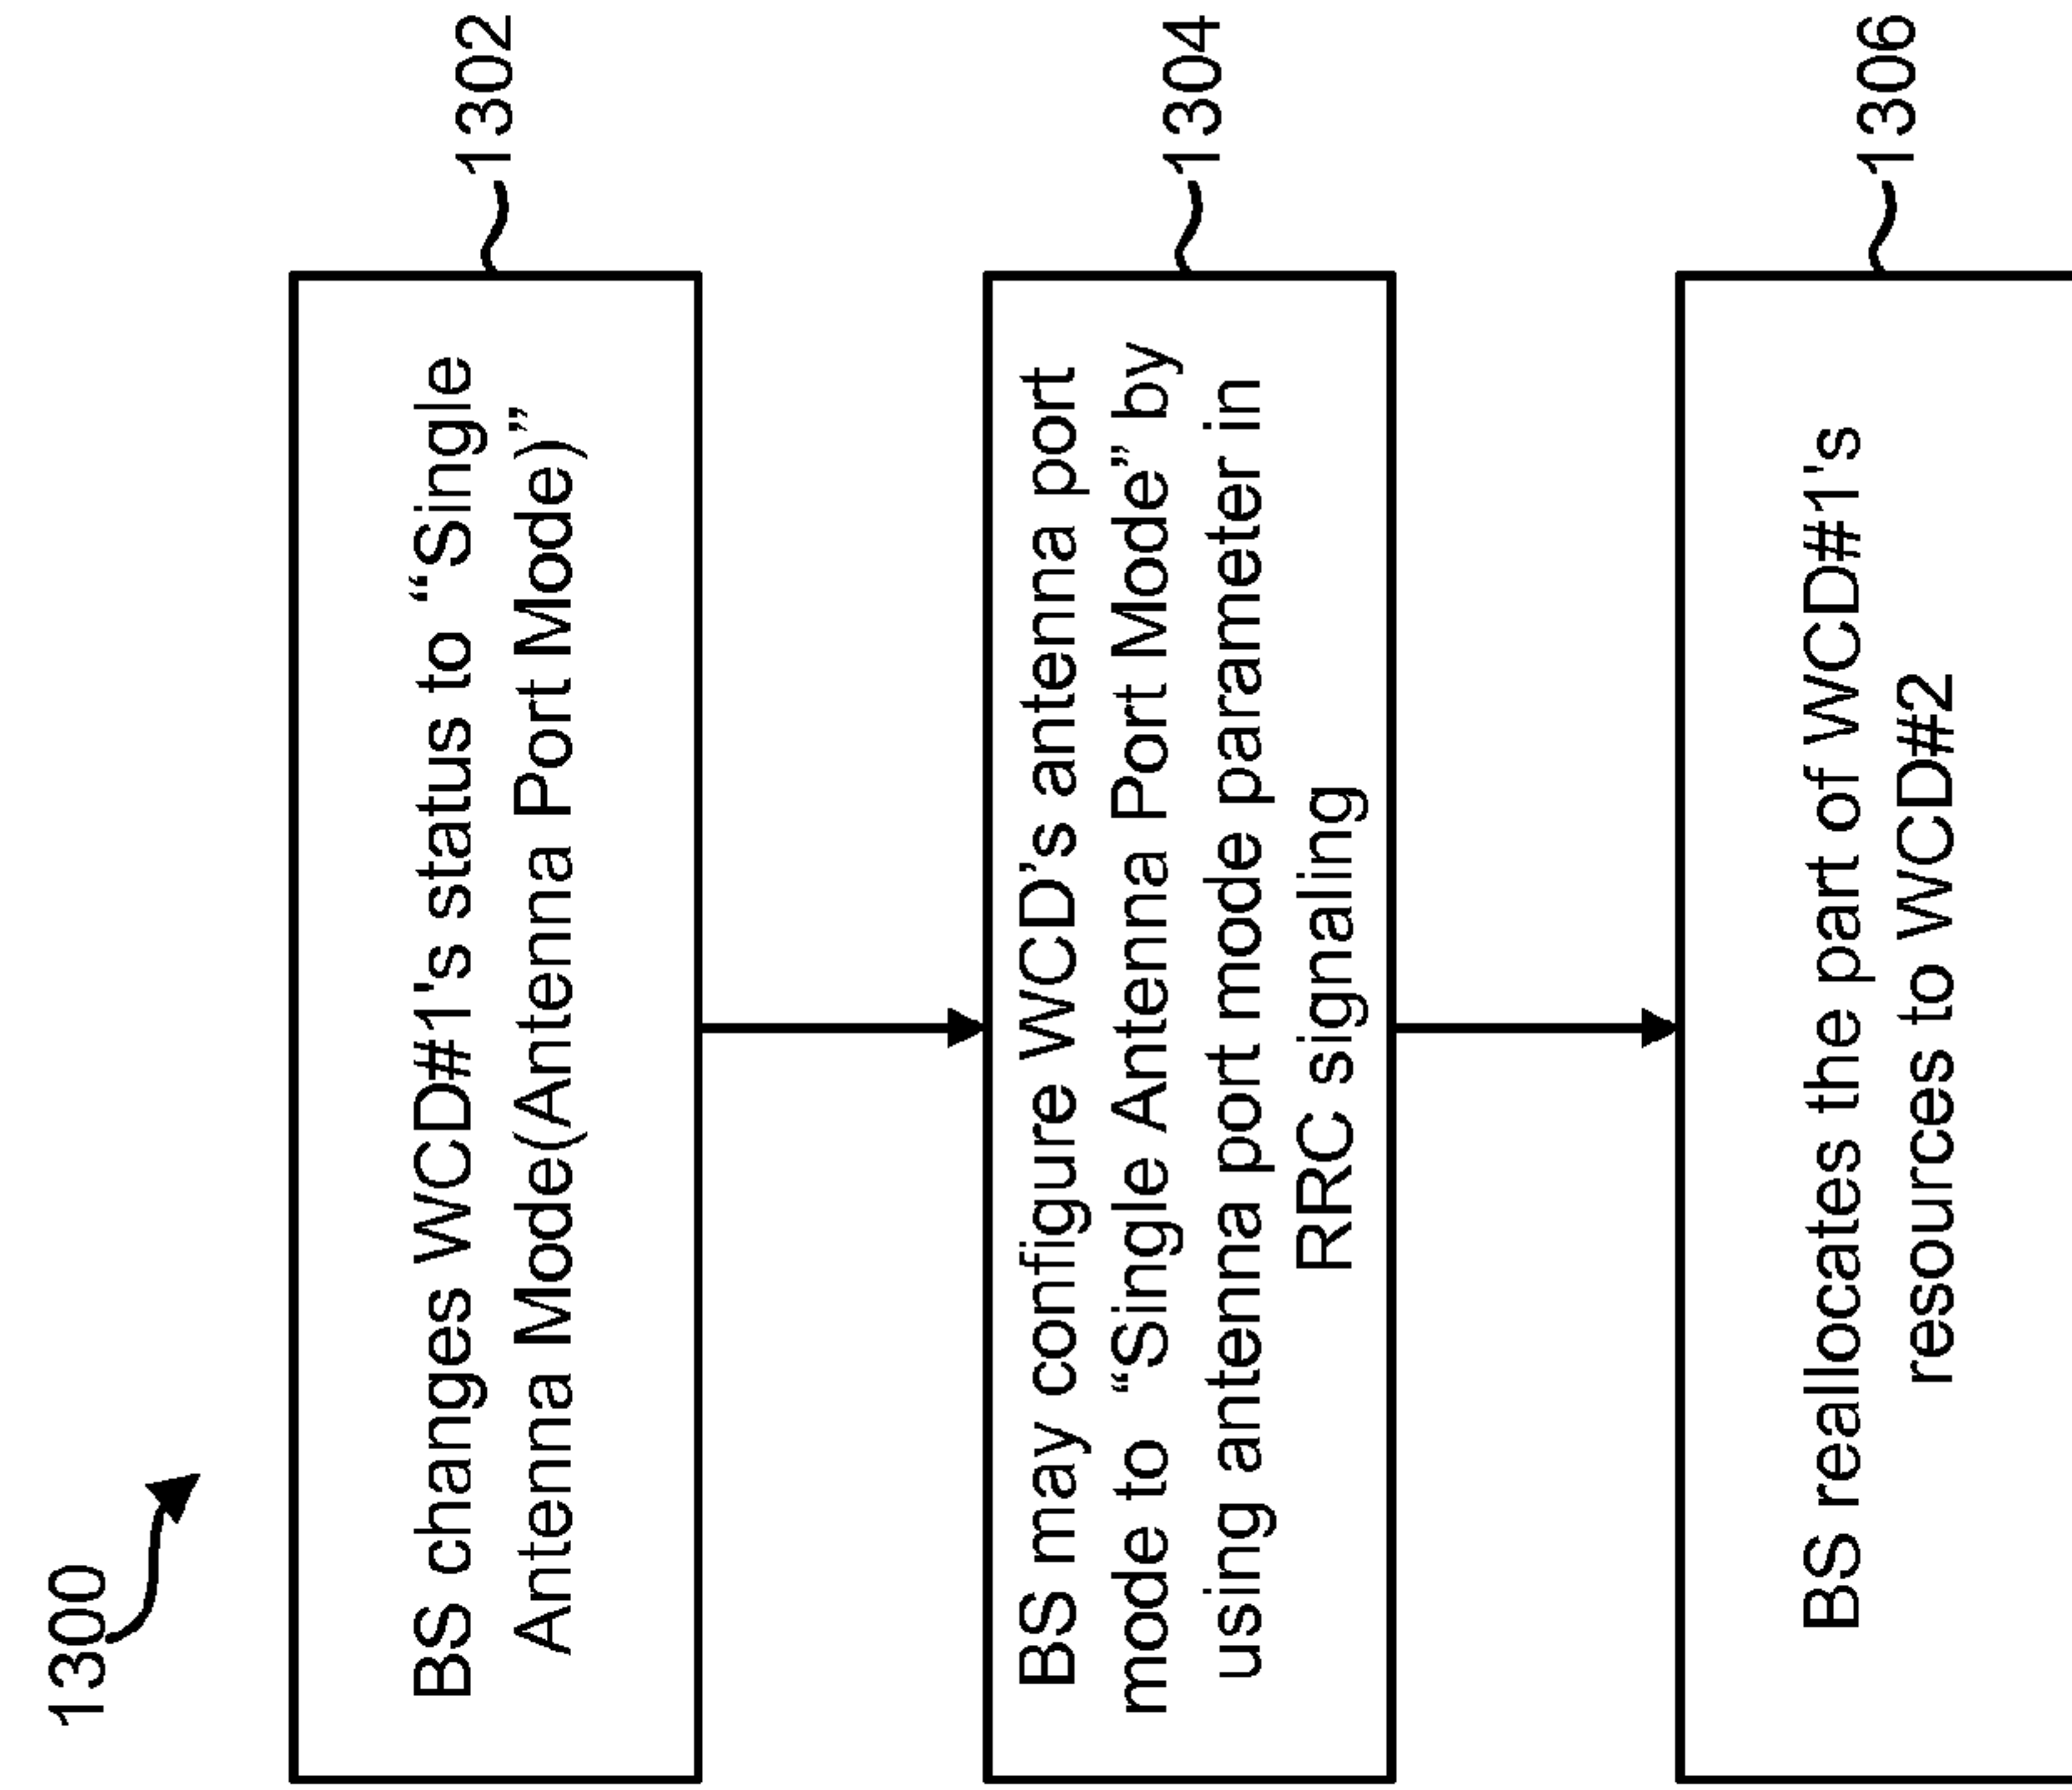 1300
BS changes WCD#1's status to “Single
Antenna Mode(Antenna Port Mode)”
1302
BS may configure WCD’s antenna port
mode to “Single Antenna Port Mode” by
using antenna port mode parameter in
RRC signaling
1304
BS reallocates the part of WCD#1's
resources to WCD#2
1306